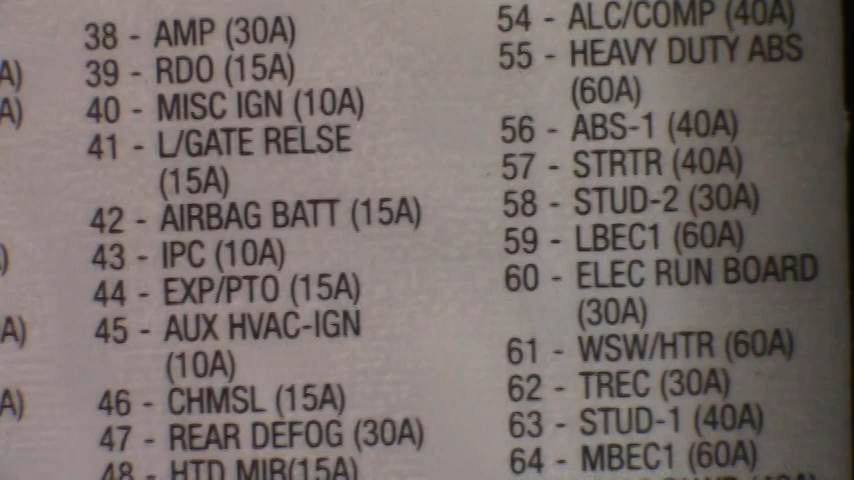 A)
A)
)
A)
A)
38 - AMP (30A)
39 - RDO (15A)
40 - MISC IGN (10A)
41 - L/GATE RELSE
(15A)
42 - AIRBAG BATT (15A)
43 - IPC (10A)
44 - EXP/PTO (15A)
45 - AUX HVAC-IGN
(10A)
46 - CHMSL (15A)
47 - REAR DEFOG (30A)
48 - HTD MIR(15A)
54 - ALC/COMP (40A)
55 - HEAVY DUTY ABS
(60A)
56 - ABS-1 (40A)
57 - STRTR (40A)
58 - STUD-2 (30A)
59 - LBEC1 (60A)
60 - ELEC RUN BOARD
(30A)
61 - WSW/HTR (60A)
62 - TREC (30A)
63 - STUD-1 (40A)
64 - MBEC1 (60A)